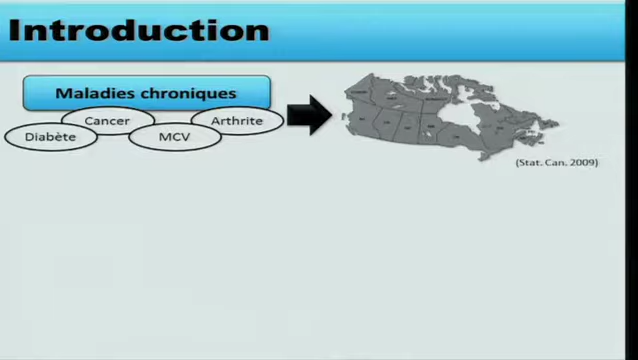 Introduction
Maladies chroniques
Cancer
Arthrite
Diabète
MCV
(Stat. Can, 2009)